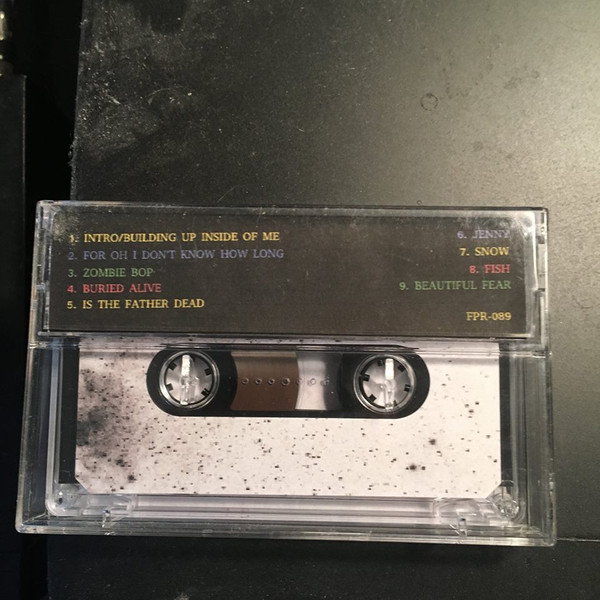 1. INTRO/BUILDING UP INSIDE OF ME
2. FOR OH I DON'T KNOW HOW LONG
3. ZOMBIE BOP
4. BURIED ALIVE
5. IS THE FATHER DEAD
6. JENNY
7. SNOW
8. FISH
9. BEAUTIFUL FEAR
FPR-089